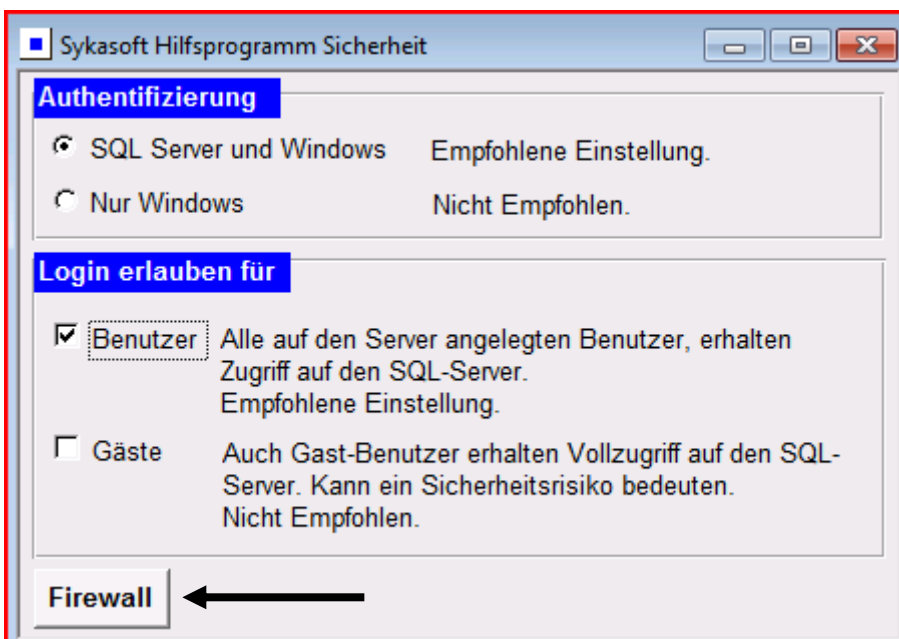 Sykasoft Hilfsprogramm Sicherheit
Authentifizierung
SQL Server und Windows Empfohlene Einstellung.
Nur Windows Nicht Empfohlen.
Login erlauben für
Benutzer Alle auf den Server angelegten Benutzer, erhalten
Zugriff auf den SQL-Server.
Empfohlene Einstellung.
Gäste Auch Gast-Benutzer erhalten Vollzugriff auf den SQL-
Server. Kann ein Sicherheitsrisiko bedeuten.
Nicht Empfohlen.
Firewall